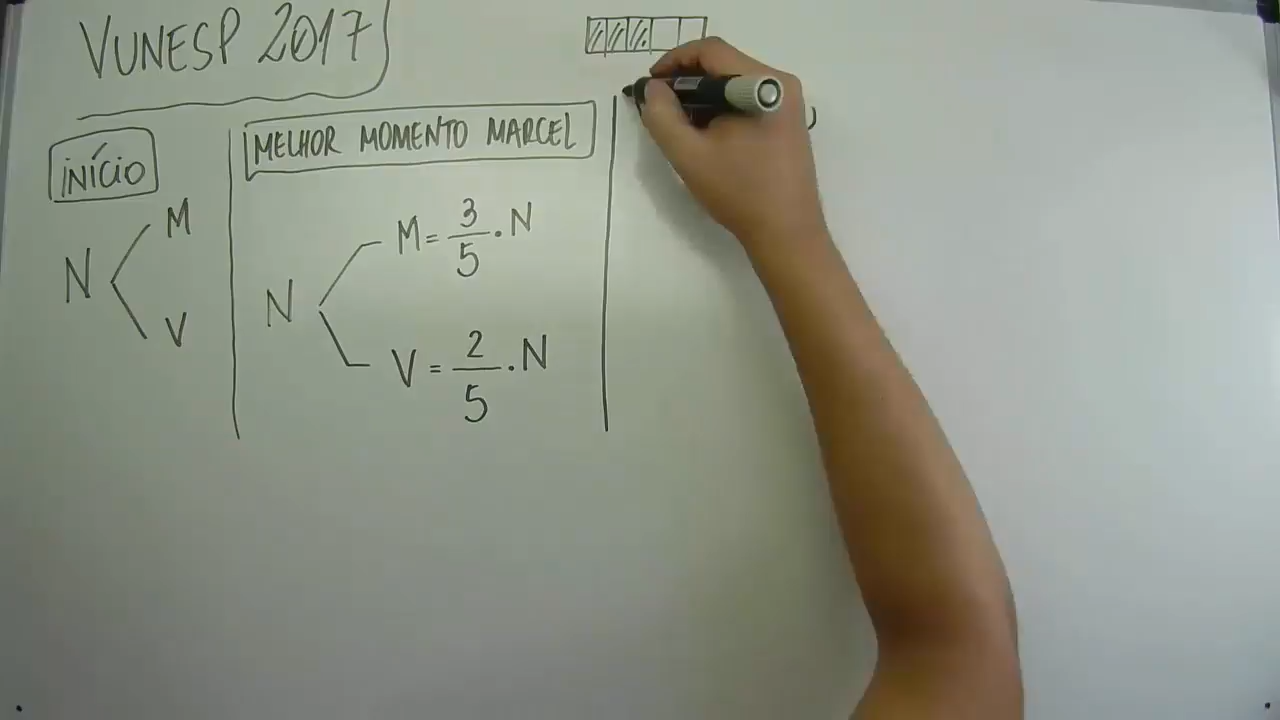 VUNESP 2017
INÍCIO
N
M
V
MELHOR MOMENTO MARCEL
N
M = 3/5 . N
V = 2/5 . N